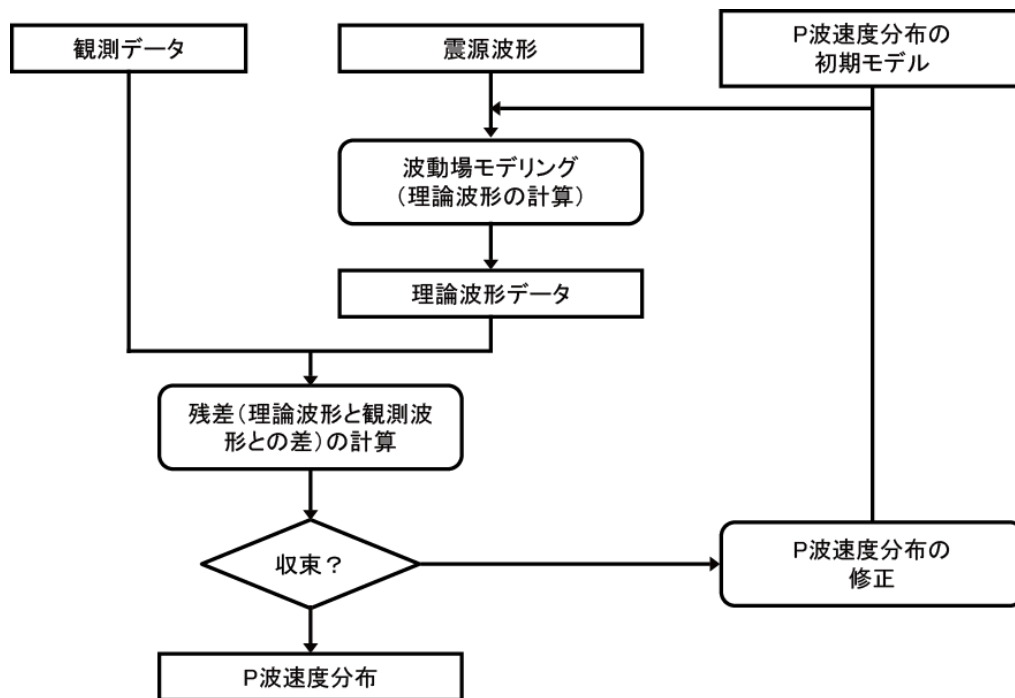 観測データ
震源波形
P波速度分布の
初期モデル
波動場モデリング
(理論波形の計算)
理論波形データ
残差(理論波形と観測波
形との差)の計算
収束?
P波速度分布の
修正
P波速度分布